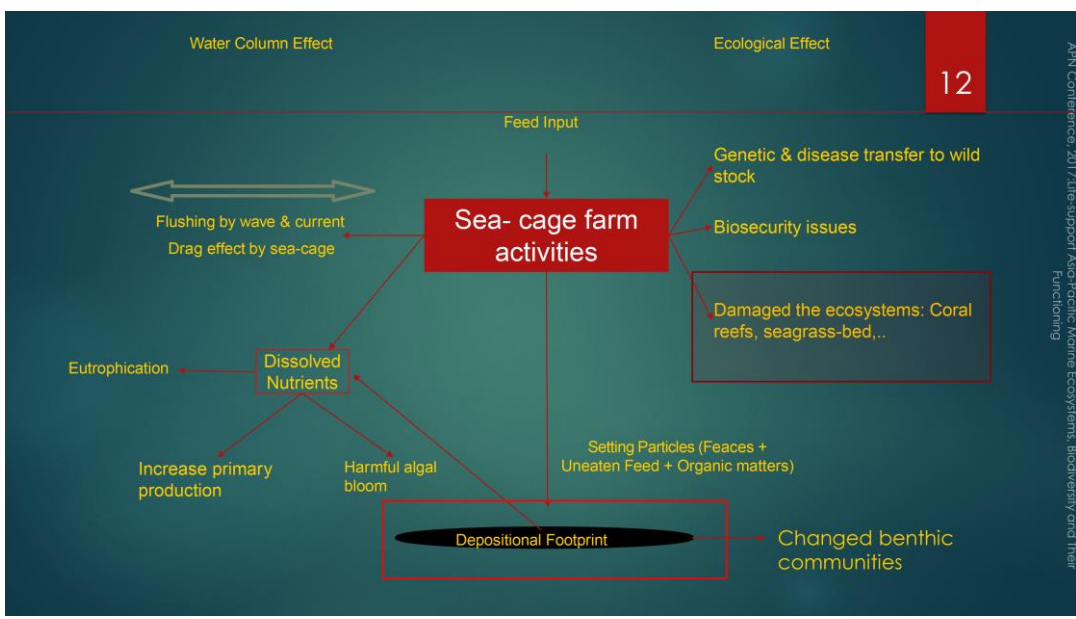 Water Column Effect
Ecological Effect
12
Feed Input
Genetic & disease transfer to wild
stock
Flushing by wave & current
Drag effect by sea-cage
Sea- cage farm
activities
Biosecurity issues
Damaged the ecosystems: Coral
reefs, seagrass-bed,..
Eutrophication
Dissolved
Nutrients
Increase primary
production
Harmful algal
bloom
Setting Particles (Feaces +
Uneaten Feed + Organic matters)
Depositional Footprint
Changed benthic
communities
APN Conference, 2017:Life-support Asia-Pacific Marine Ecosystems, Biodiversity and Their
Functioning